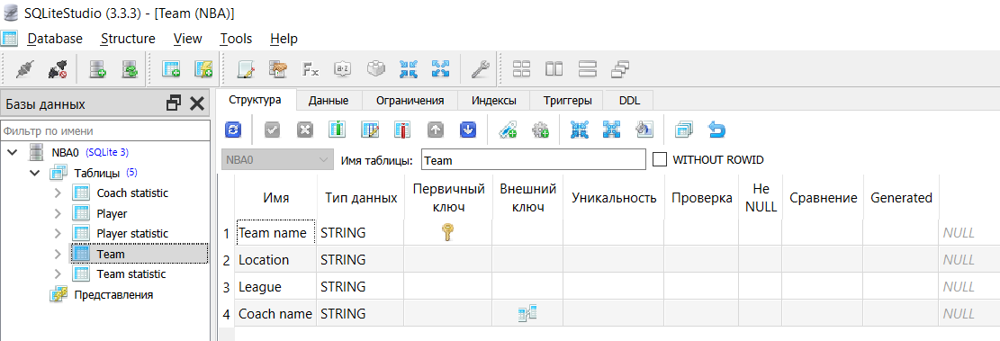 SQLiteStudio (3.3.3) - [Team (NBA)]
Database Structure View Tools Help
Базы данных
Фильтр по имени
NBA0 (SQLite 3)
Таблицы (5)
Coach statistic
Player
Player statistic
Team
Team statistic
Представления
Структура Данные Ограничения Индексы Триггеры DDL
NBA0 Имя таблицы: Team WITHOUT ROWID
Имя Тип данных Первичный ключ Внешний ключ Уникальность Проверка Не NULL Сравнение Generated
1 Team name STRING NULL
2 Location STRING NULL
3 League STRING NULL
4 Coach name STRING NULL